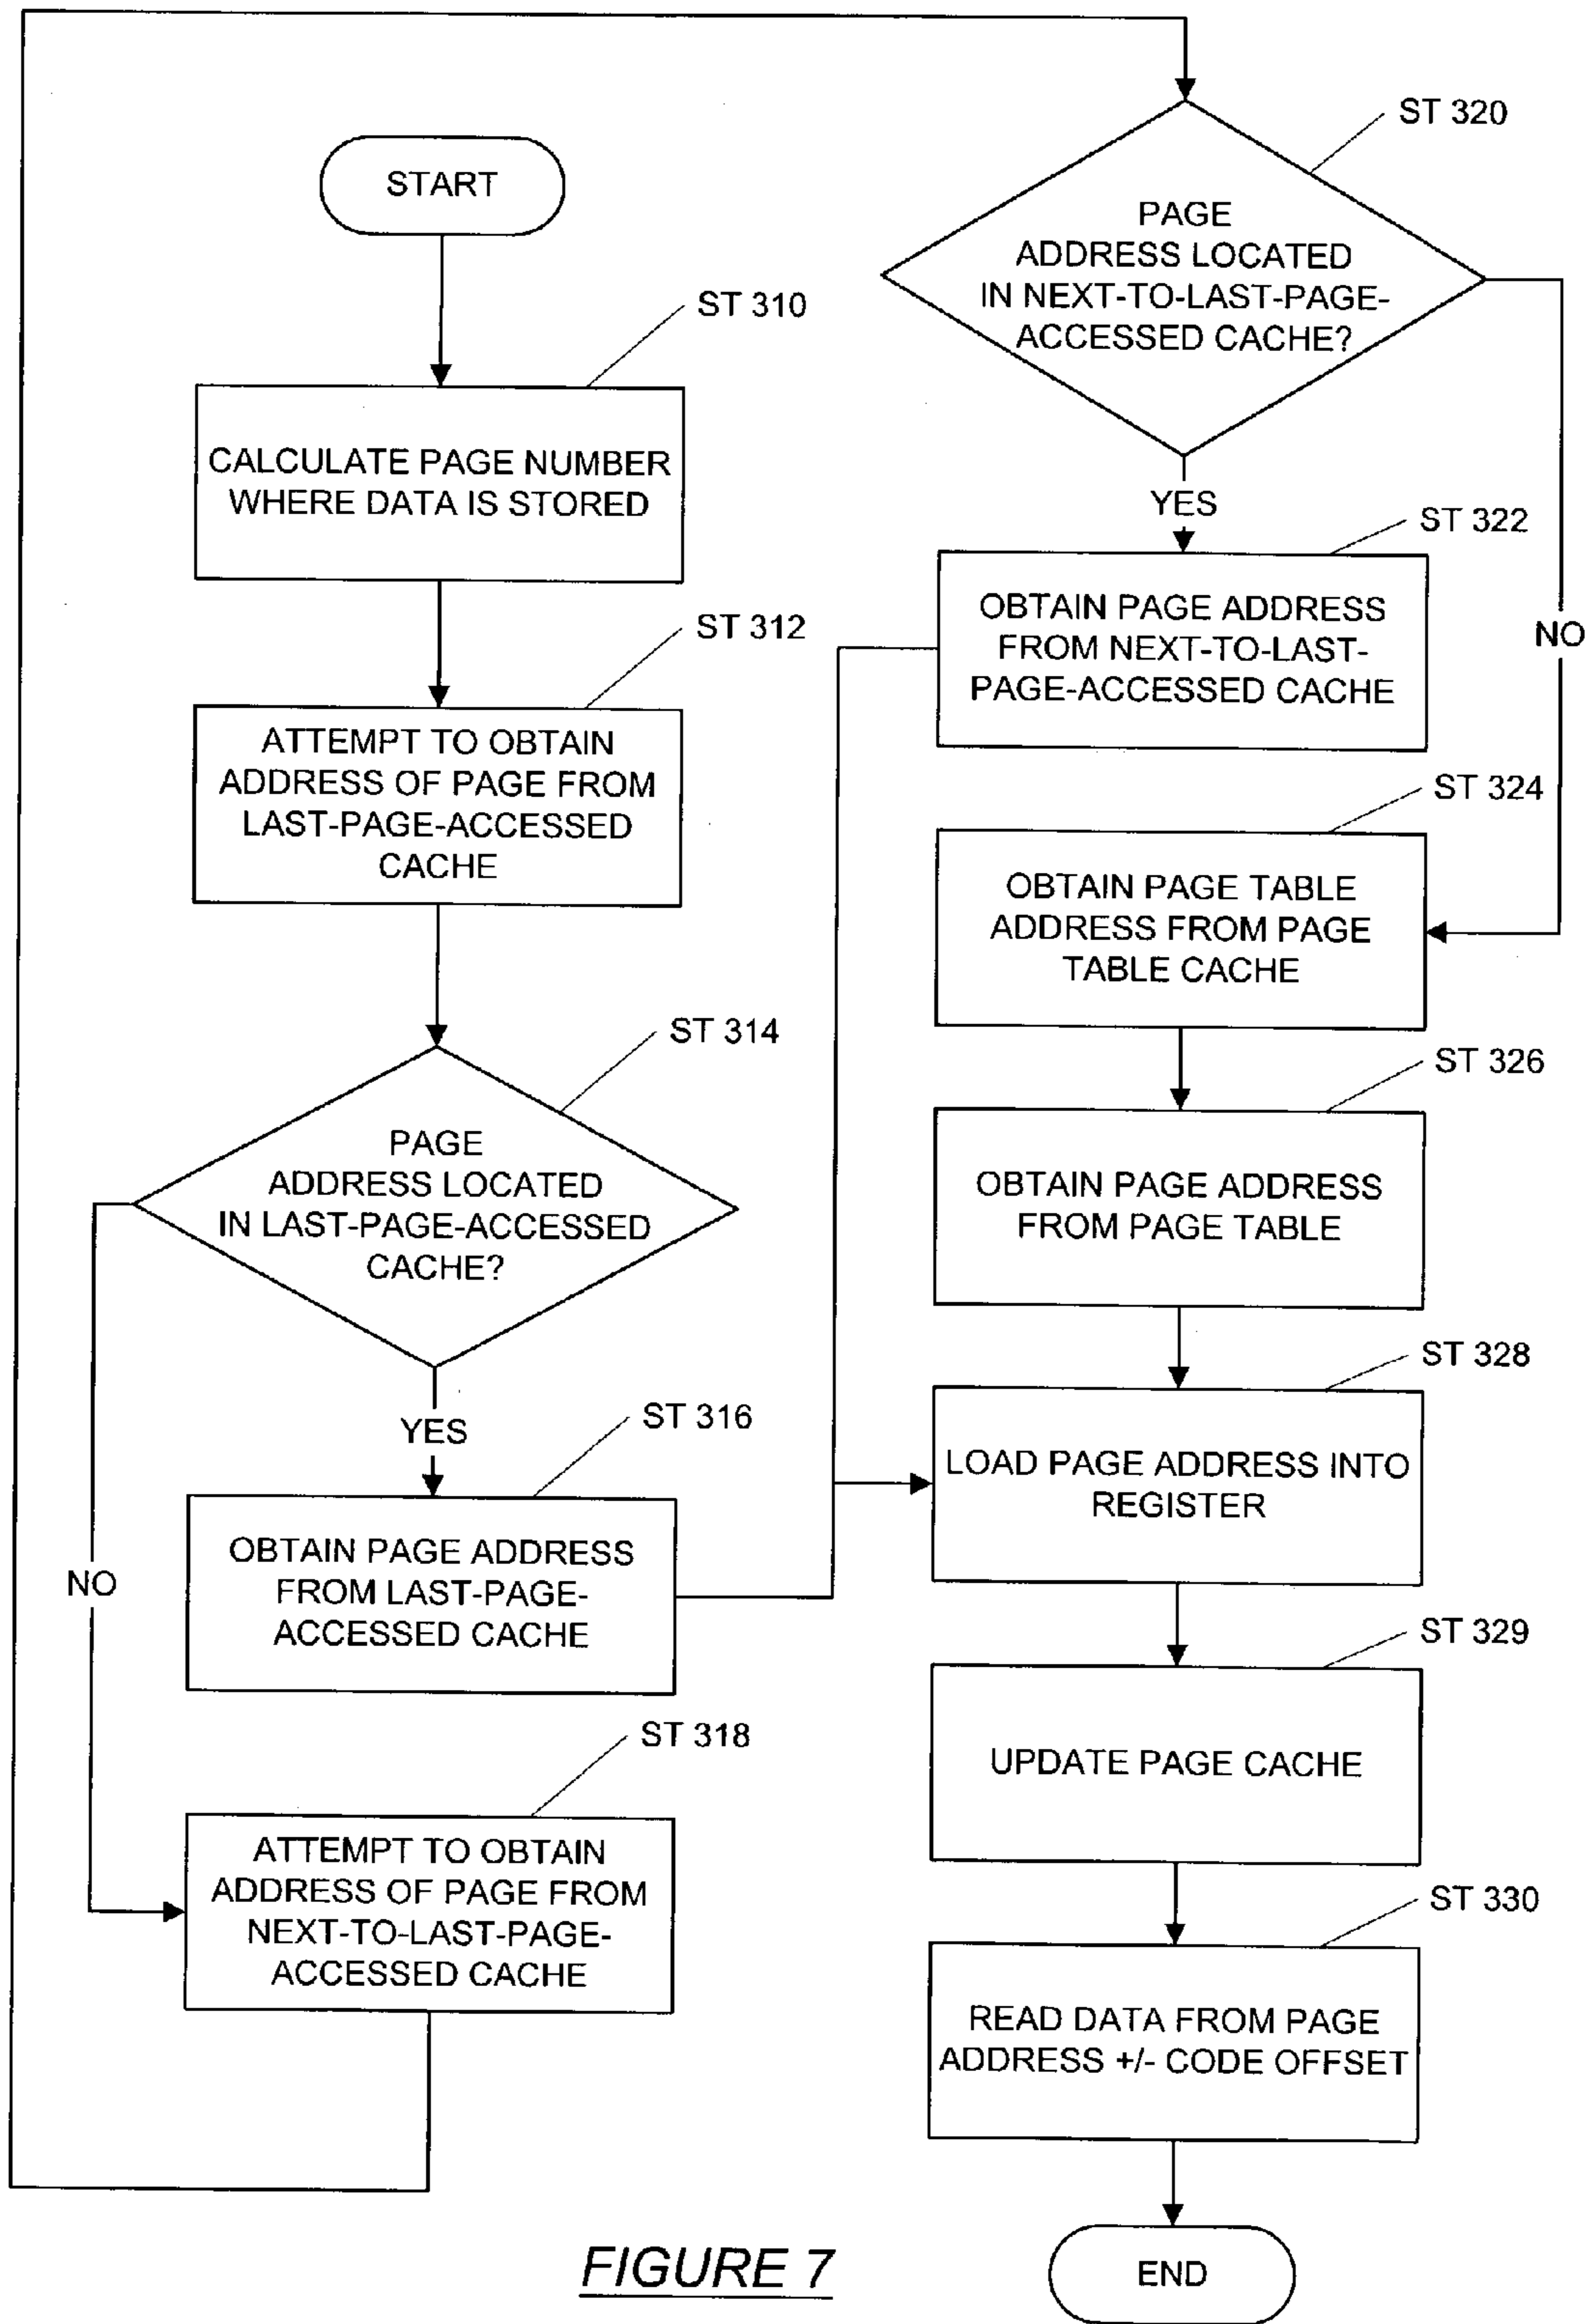 START
ST 310
CALCULATE PAGE NUMBER
WHERE DATA IS STORED
ST 312
ATTEMPT TO OBTAIN
ADDRESS OF PAGE FROM
LAST-PAGE-ACCESSED
CACHE
ST 314
PAGE
ADDRESS LOCATED
IN LAST-PAGE-ACCESSED
CACHE?
YES
NO
ST 316
OBTAIN PAGE ADDRESS
FROM LAST-PAGE-
ACCESSED CACHE
ST 318
ATTEMPT TO OBTAIN
ADDRESS OF PAGE FROM
NEXT-TO-LAST-PAGE-
ACCESSED CACHE
ST 320
PAGE
ADDRESS LOCATED
IN NEXT-TO-LAST-PAGE-
ACCESSED CACHE?
YES
NO
ST 322
OBTAIN PAGE ADDRESS
FROM NEXT-TO-LAST-
PAGE-ACCESSED CACHE
ST 324
OBTAIN PAGE TABLE
ADDRESS FROM PAGE
TABLE CACHE
ST 326
OBTAIN PAGE ADDRESS
FROM PAGE TABLE
ST 328
LOAD PAGE ADDRESS INTO
REGISTER
ST 329
UPDATE PAGE CACHE
ST 330
READ DATA FROM PAGE
ADDRESS +/- CODE OFFSET
END
FIGURE 7